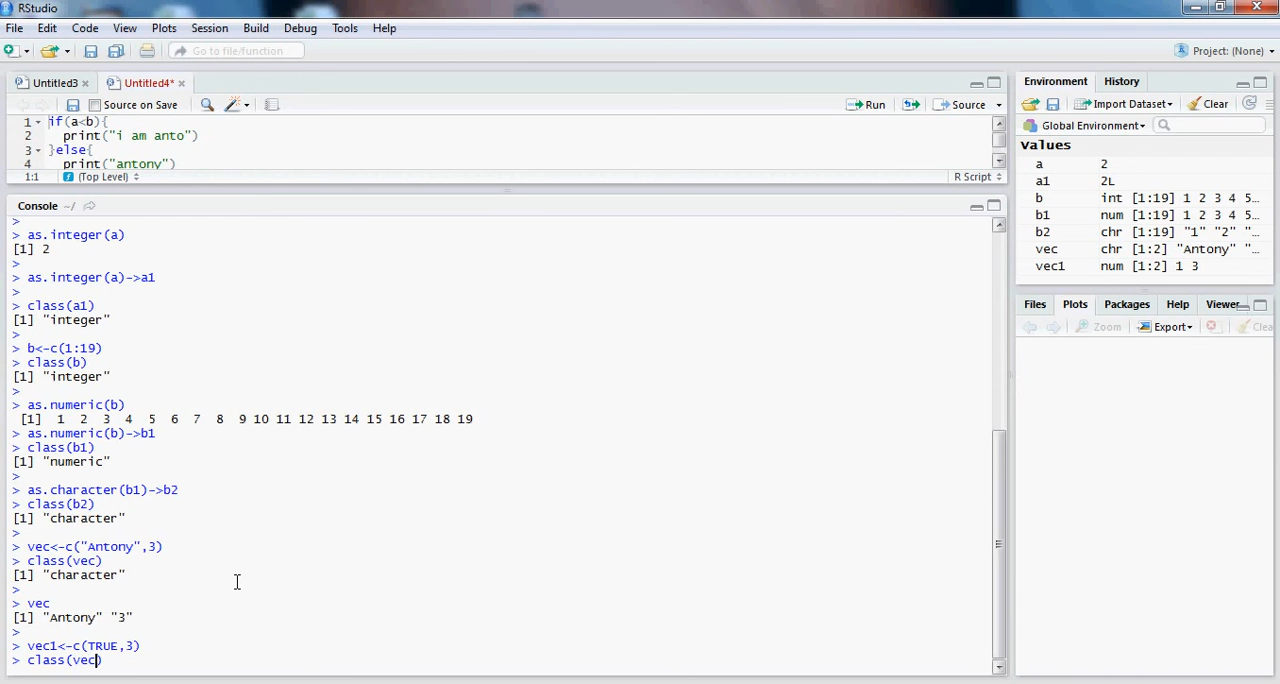 RStudio
File Edit Code View Plots Session Build Debug Tools Help
Go to file/function Project: (None)
Untitled3 Untitled4*
Source on Save Run Source
1 if(a<b){
2 print("i am anto")
3 }else{
4 print("antony")
1:1 (Top Level) R Script
Console ~/
>
> as.integer(a)
[1] 2
>
> as.integer(a)->a1
>
> class(a1)
[1] "integer"
>
> b<-c(1:19)
> class(b)
[1] "integer"
>
> as.numeric(b)
[1] 1 2 3 4 5 6 7 8 9 10 11 12 13 14 15 16 17 18 19
> as.numeric(b)->b1
> class(b1)
[1] "numeric"
>
> as.character(b1)->b2
> class(b2)
[1] "character"
>
> vec<-c("Antony",3)
> class(vec)
[1] "character"
>
> vec
[1] "Antony" "3"
>
> vec1<-c(TRUE,3)
> class(vec)
Environment History
Import Dataset Clear
Global Environment
Values
a 2
a1 2L
b int [1:19] 1 2 3 4 5…
b1 num [1:19] 1 2 3 4 5…
b2 chr [1:19] "1" "2" "…
vec chr [1:2] "Antony" "…
vec1 num [1:2] 1 3
Files Plots Packages Help Viewer
Zoom Export Clea